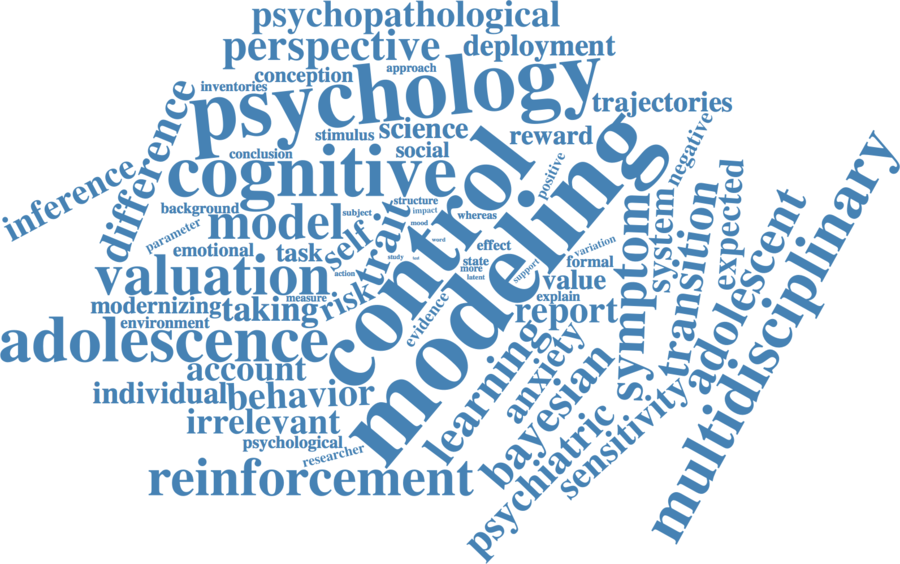 psychopathological
perspective
deployment
conception
approach
inventories
psychology
trajectories
stimulus
science
reward
difference
inference
conclusion
social
cognitive
control
modeling
positive
negative
multidisciplinary
background
model
subject
structure
impact
mood
whereas
word
parameter
emotional
task
self
trait
study
effect
state
more
latent
support
variation
formal
value
explain
report
valuation
action
modernizing
taking
measure
risk
environment
evidence
adolescence
account
individual
behavior
irrelevant
psychological
researcher
reinforcement
learning
anxiety
bayesian
psychiatric
sensitivity
symptom
system
transition
expected
adolescent